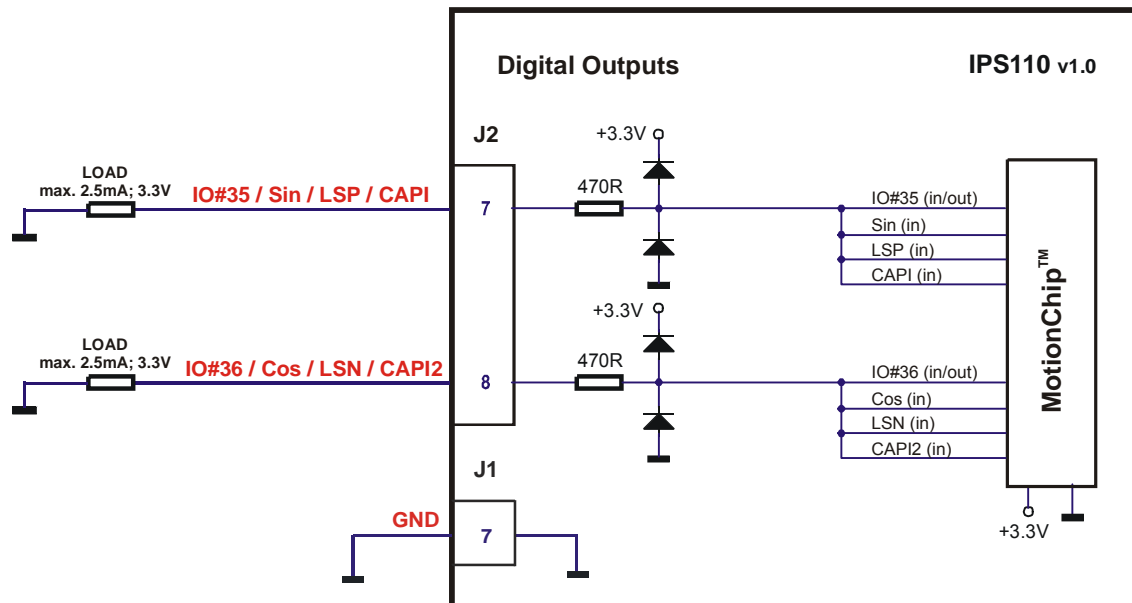 Digital Outputs
IPS110 v1.0
J2
+3.3V
LOAD
max. 2.5mA; 3.3V
IO#35 / Sin / LSP / CAPI
7
470R
IO#35 (in/out)
Sin (in)
LSP (in)
CAPI (in)
+3.3V
LOAD
max. 2.5mA; 3.3V
IO#36 / Cos / LSN / CAPI2
8
470R
IO#36 (in/out)
Cos (in)
LSN (in)
CAPI2 (in)
MotionChip™
J1
GND
7
+3.3V